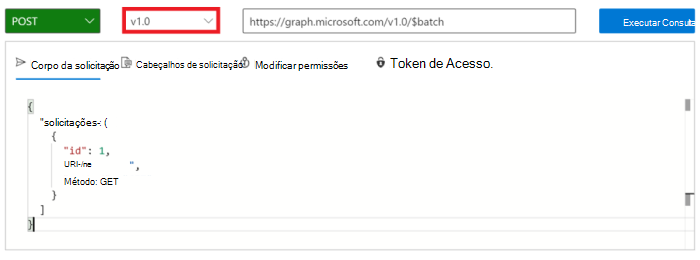 POST v1.0 https://graph.microsoft.com/v1.0/$batch Executar Consulta
Corpo da solicitação Cabeçalhos de solicitação Modificar permissões Token de Acesso.
{
"solicitações-: (
{
"id": 1,
URI-/me ",
Método: GET
}
]
}